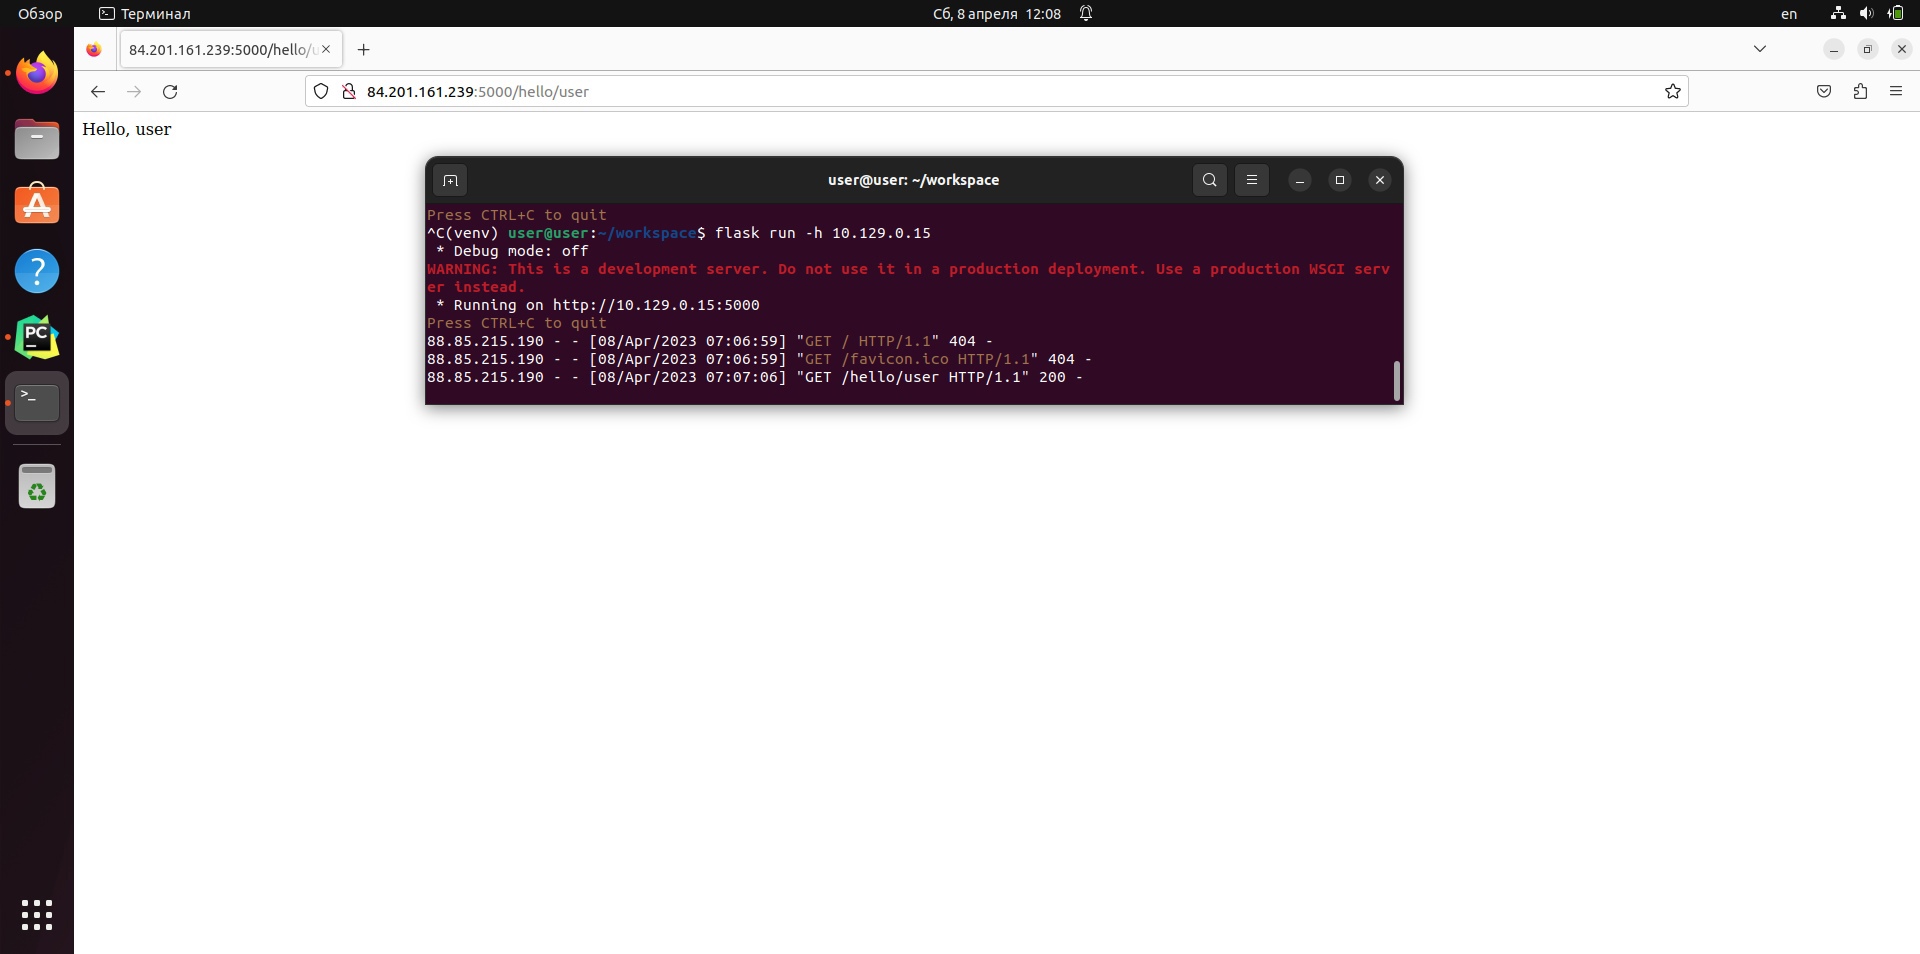 Обзор
Терминал
Сб, 8 апреля 12:08
en
84.201.161.239:5000/hello/u
84.201.161.239:5000/hello/user
Hello, user
user@user: ~/workspace
Press CTRL+C to quit
^C(venv) user@user:~/workspace$ flask run -h 10.129.0.15
* Debug mode: off
WARNING: This is a development server. Do not use it in a production deployment. Use a production WSGI serv
er instead.
* Running on http://10.129.0.15:5000
Press CTRL+C to quit
88.85.215.190 - - [08/Apr/2023 07:06:59] "GET / HTTP/1.1" 404 -
88.85.215.190 - - [08/Apr/2023 07:06:59] "GET /favicon.ico HTTP/1.1" 404 -
88.85.215.190 - - [08/Apr/2023 07:07:06] "GET /hello/user HTTP/1.1" 200 -
PC
>_